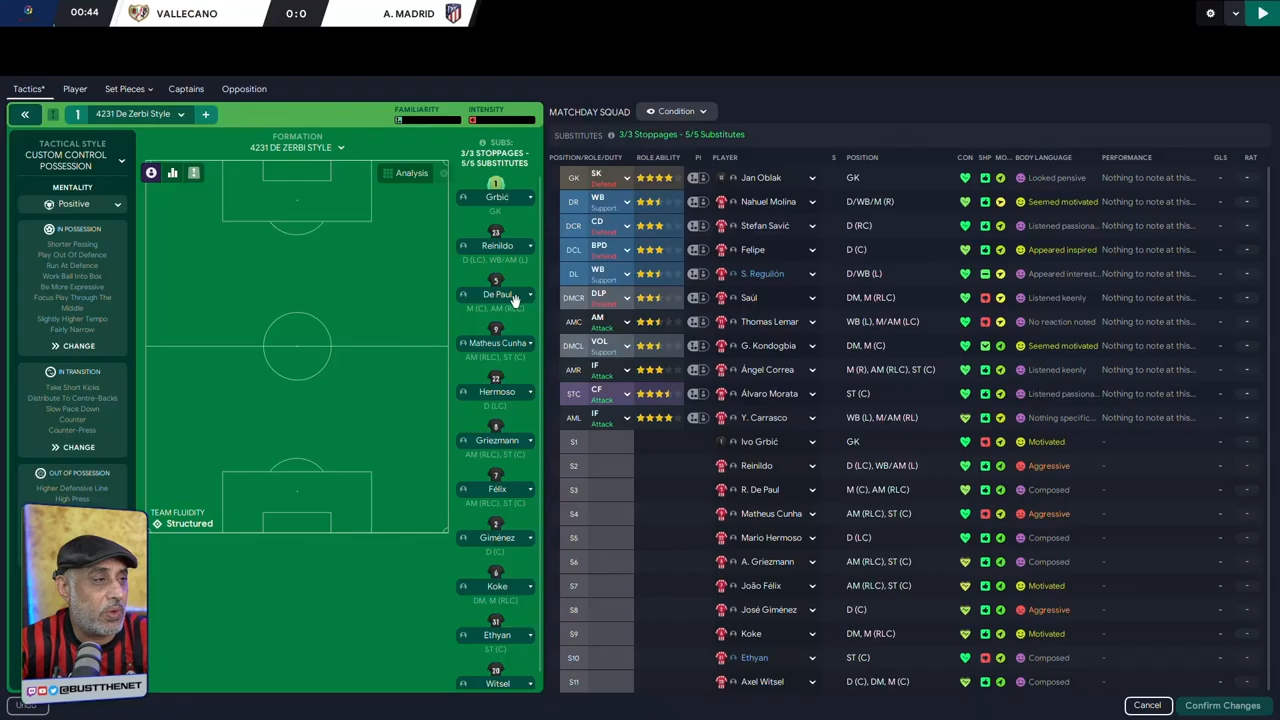 00:44
VALLECANO
0:0
A. MADRID
Tactics*
Player
Set Pieces
Captains
Opposition
1
4231 De Zerbi Style
FAMILIARITY
INTENSITY
TACTICAL STYLE
CUSTOM CONTROL
POSSESSION
MENTALITY
Positive
IN POSSESSION
Shorter Passing
Play Out Of Defence
Run At Defence
Work Ball Into Box
Be More Expressive
Focus Play Through The
Middle
Slightly Higher Tempo
Fairly Narrow
CHANGE
IN TRANSITION
Take Short Kicks
Distribute To Centre-Backs
Slow Pace Down
Counter
Counter-Press
CHANGE
OUT OF POSSESSION
Higher Defensive Line
High Press
@BUSTTHENET
Undo
FORMATION
4231 DE ZERBI STYLE
Analysis
TEAM FLUIDITY
Structured
SUBS:
3/3 STOPPAGES -
5/5 SUBSTITUTES
1
Grbić
GK
23
Reinildo
D (LC), WB/AM (L)
5
De Paul
M (C), AM (RLC)
9
Matheus Cunha
AM (RLC), ST (C)
22
Hermoso
D (LC)
8
Griezmann
AM (RLC), ST (C)
7
Félix
AM (RLC), ST (C)
2
Giménez
D (C)
6
Koke
DM, M (RLC)
31
Ethyan
ST (C)
20
Witsel
MATCHDAY SQUAD
Condition
SUBSTITUTES 3/3 Stoppages - 5/5 Substitutes
POSITION/ROLE/DUTY ROLE ABILITY PI PLAYER S POSITION CON SHP MO... BODY LANGUAGE PERFORMANCE GLS RAT
GK SK Defend Jan Oblak GK Looked pensive Nothing to note at this... - -
DR WB Support Nahuel Molina D/WB/M (R) Seemed motivated Nothing to note at this... - -
DCR CD Defend Stefan Savić D (RC) Listened passiona... Nothing to note at this... - -
DCL BPD Defend Felipe D (C) Appeared inspired Nothing to note at this... - -
DL WB Support S. Reguilón D/WB (L) Appeared interest... Nothing to note at this... - -
DMCR DLP Saúl DM, M (RLC) Listened keenly Nothing to note at this... - -
AMC AM Attack Thomas Lemar WB (L), M/AM (LC) No reaction noted Nothing to note at this... - -
DMCL VOL Support G. Kondogbia DM, M (C) Seemed motivated Nothing to note at this... - -
AMR IF Attack Ángel Correa M (R), AM (RLC), ST (C) Listened keenly Nothing to note at this... - -
STC CF Attack Álvaro Morata ST (C) Listened passiona... Nothing to note at this... - -
AML IF Attack Y. Carrasco WB (L), M/AM (RL) Nothing specific... Nothing to note at this... - -
S1 Ivo Grbić GK Motivated - - -
S2 Reinildo D (LC), WB/AM (L) Aggressive - - -
S3 R. De Paul M (C), AM (RLC) Composed - - -
S4 Matheus Cunha AM (RLC), ST (C) Aggressive - - -
S5 Mario Hermoso D (LC) Composed - - -
S6 A. Griezmann AM (RLC), ST (C) Composed - - -
S7 João Félix AM (RLC), ST (C) Motivated - - -
S8 José Giménez D (C) Aggressive - - -
S9 Koke DM, M (RLC) Motivated - - -
S10 Ethyan ST (C) Composed - - -
S11 Axel Witsel D (C), DM, M (C) Composed - - -
Cancel
Confirm Changes